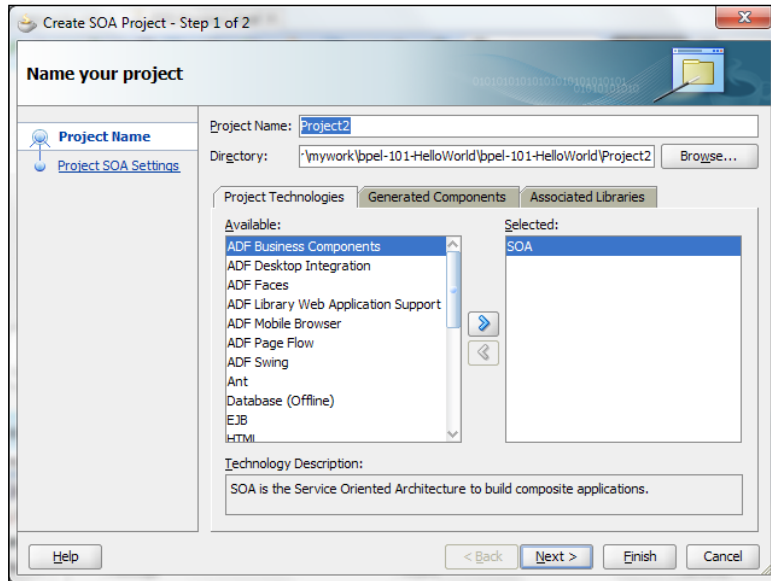 Create SOA Project - Step 1 of 2
Name your project
Project Name
Project SOA Settings
Project Name: Project2
Directory: \mywork\bpel-101-HelloWorld\bpel-101-HelloWorld\Project2 Browse...
Project Technologies Generated Components Associated Libraries
Available: Selected:
ADF Business Components SOA
ADF Desktop Integration
ADF Faces
ADF Library Web Application Support
ADF Mobile Browser
ADF Page Flow
ADF Swing
Ant
Database (Offline)
EJB
HTML
Technology Description:
SOA is the Service Oriented Architecture to build composite applications.
Help < Back Next > Finish Cancel